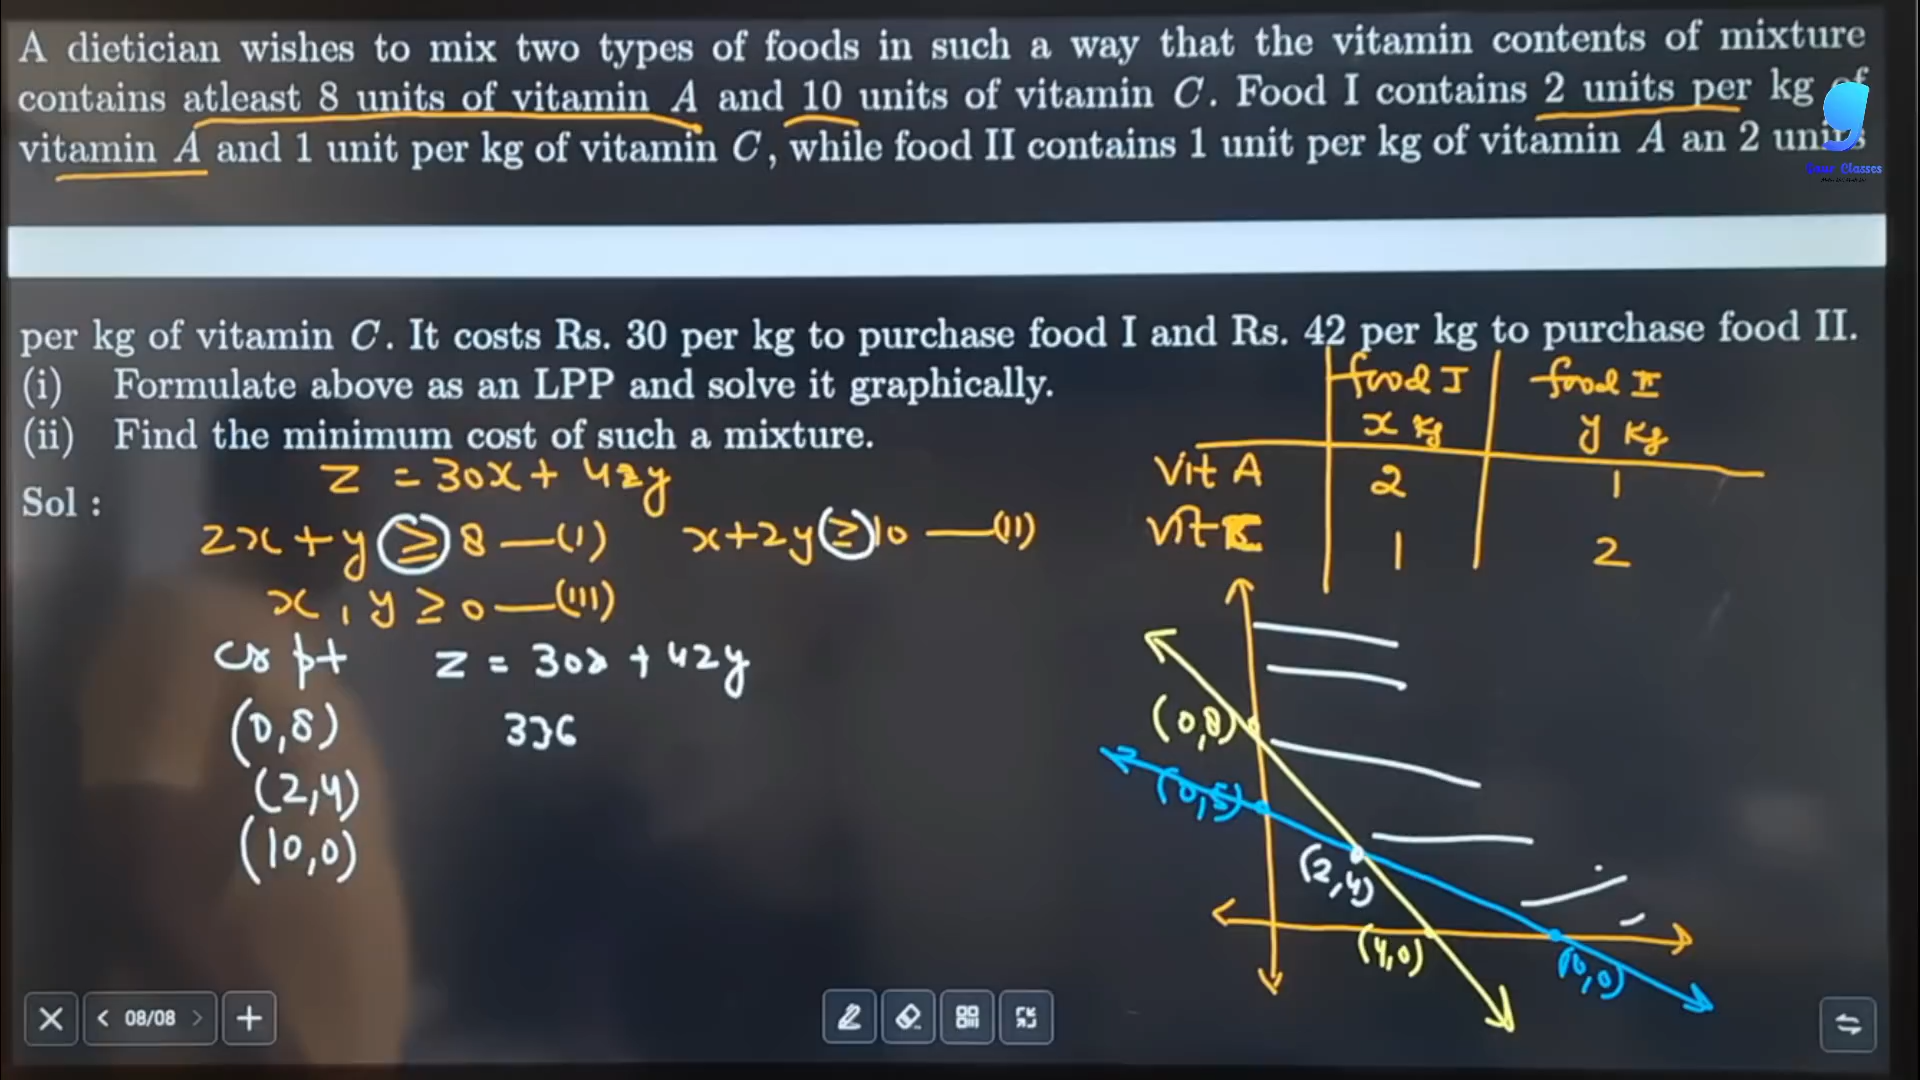 A dietician wishes to mix two types of foods in such a way that the vitamin contents of mixture
contains atleast 8 units of vitamin A and 10 units of vitamin C. Food I contains 2 units per kg of
vitamin A and 1 unit per kg of vitamin C, while food II contains 1 unit per kg of vitamin A an 2 units
Gour Classes
per kg of vitamin C. It costs Rs. 30 per kg to purchase food I and Rs. 42 per kg to purchase food II.
(i) Formulate above as an LPP and solve it graphically.
(ii) Find the minimum cost of such a mixture.
food I food II
x kg y kg
Vit A 2 1
Vit C 1 2
Sol :
z = 30x + 42y
2x + y ≥ 8 —(I) x+2y ≥ 10 —(II)
x, y ≥ 0 —(III)
Cr pt z = 30x + 42y
(0,8) 336
(2,4)
(10,0)
(0,8)
(0,5)
(2,4)
(4,0)
(10,0)
08/08